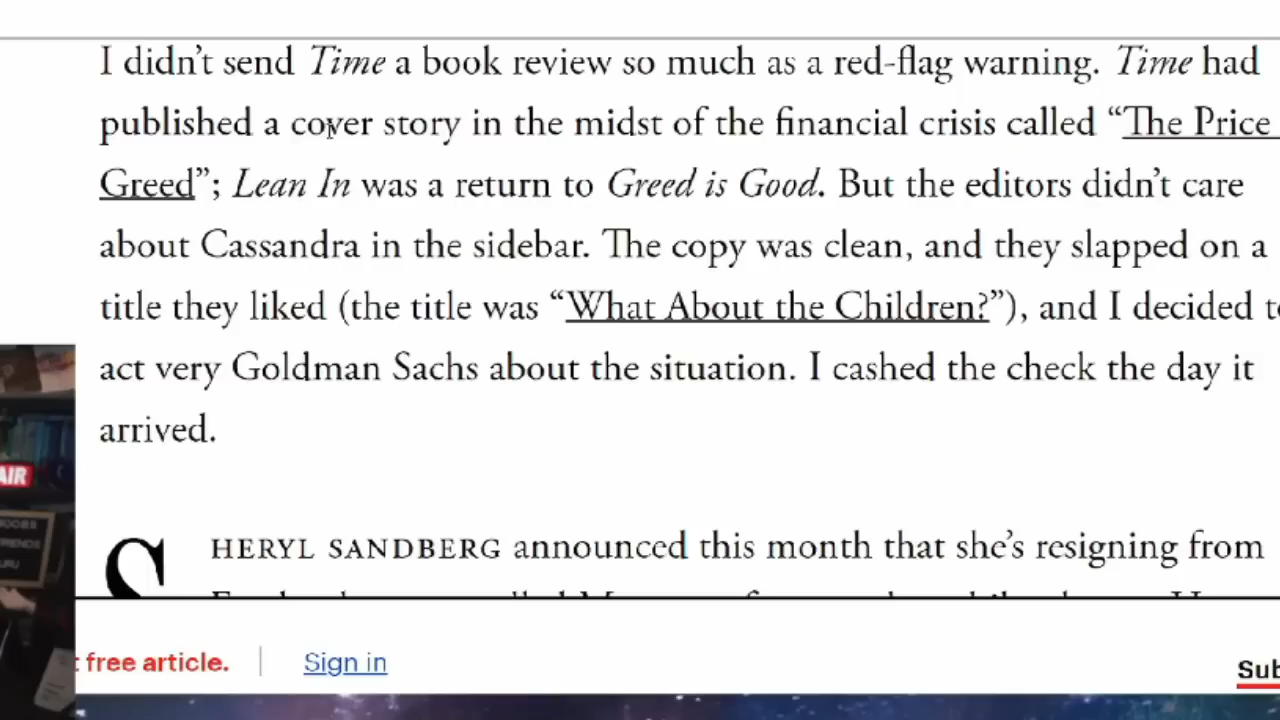 I didn’t send Time a book review so much as a red-flag warning. Time had
published a cover story in the midst of the financial crisis called “The Price
Greed”; Lean In was a return to Greed is Good. But the editors didn’t care
about Cassandra in the sidebar. The copy was clean, and they slapped on a
title they liked (the title was “What About the Children?”), and I decided
act very Goldman Sachs about the situation. I cashed the check the day it
arrived.
SHERYL SANDBERG announced this month that she’s resigning from
AIR
free article. Sign in
Sub